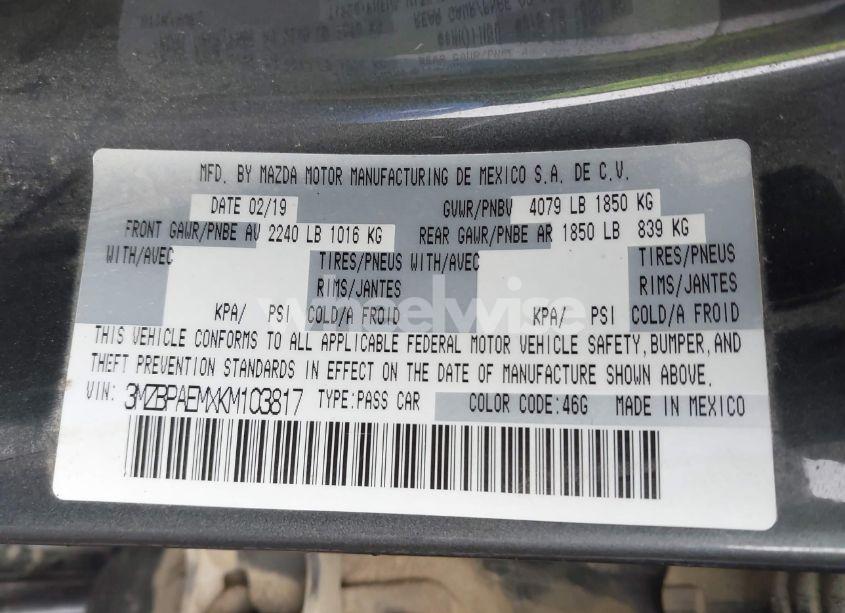 MFD. BY MAZDA MOTOR MANUFACTURING DE MEXICO S.A. DE C.V.
DATE 02/19 GVWR/PNBV 4079 LB 1850 KG
FRONT GAWR/PNBE AV 2240 LB 1016 KG REAR GAWR/PNBE AR 1850 LB 839 KG
WITH/AVEC TIRES/PNEUS WITH/AVEC TIRES/PNEUS
RIMS/JANTES RIMS/JANTES
KPA/ PSI COLD/A FROID KPA/ PSI COLD/A FROID
wheelwise
THIS VEHICLE CONFORMS TO ALL APPLICABLE FEDERAL MOTOR VEHICLE SAFETY, BUMPER, AND
THEFT PREVENTION STANDARDS IN EFFECT ON THE DATE OF MANUFACTURE SHOWN ABOVE.
VIN: 3MZBPAEMXKM103817 TYPE:PASS CAR COLOR CODE:46G MADE IN MEXICO